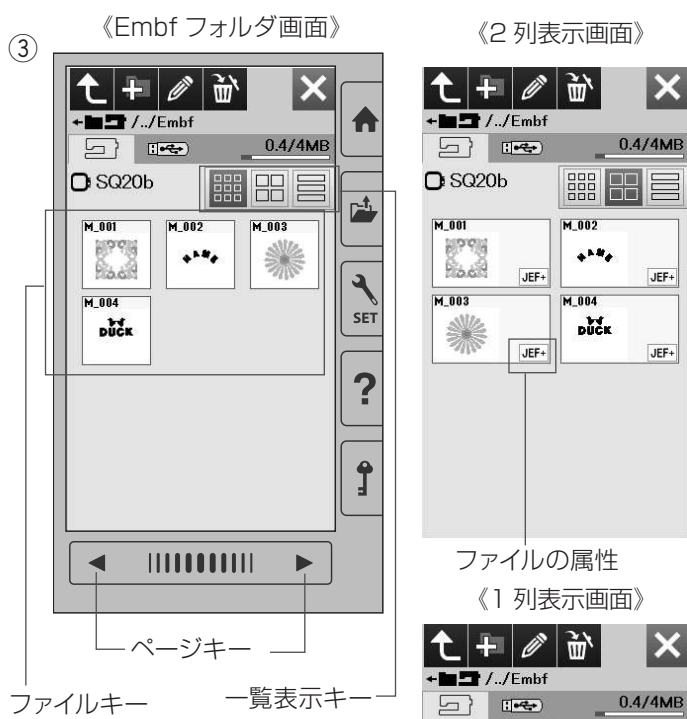 ③
《Embf フォルダ画面》
/../Embf
0.4/4MB
SQ20b
M_001
M_002
NAME
M_003
M_004
DUCK
SET
?
ページキー
ファイルキー
一覧表示キー
《2 列表示画面》
/../Embf
0.4/4MB
SQ20b
M_001
JEF+
M_002
NAME
JEF+
M_003
JEF+
M_004
DUCK
JEF+
ファイルの属性
《1 列表示画面》
/../Embf
0.4/4MB